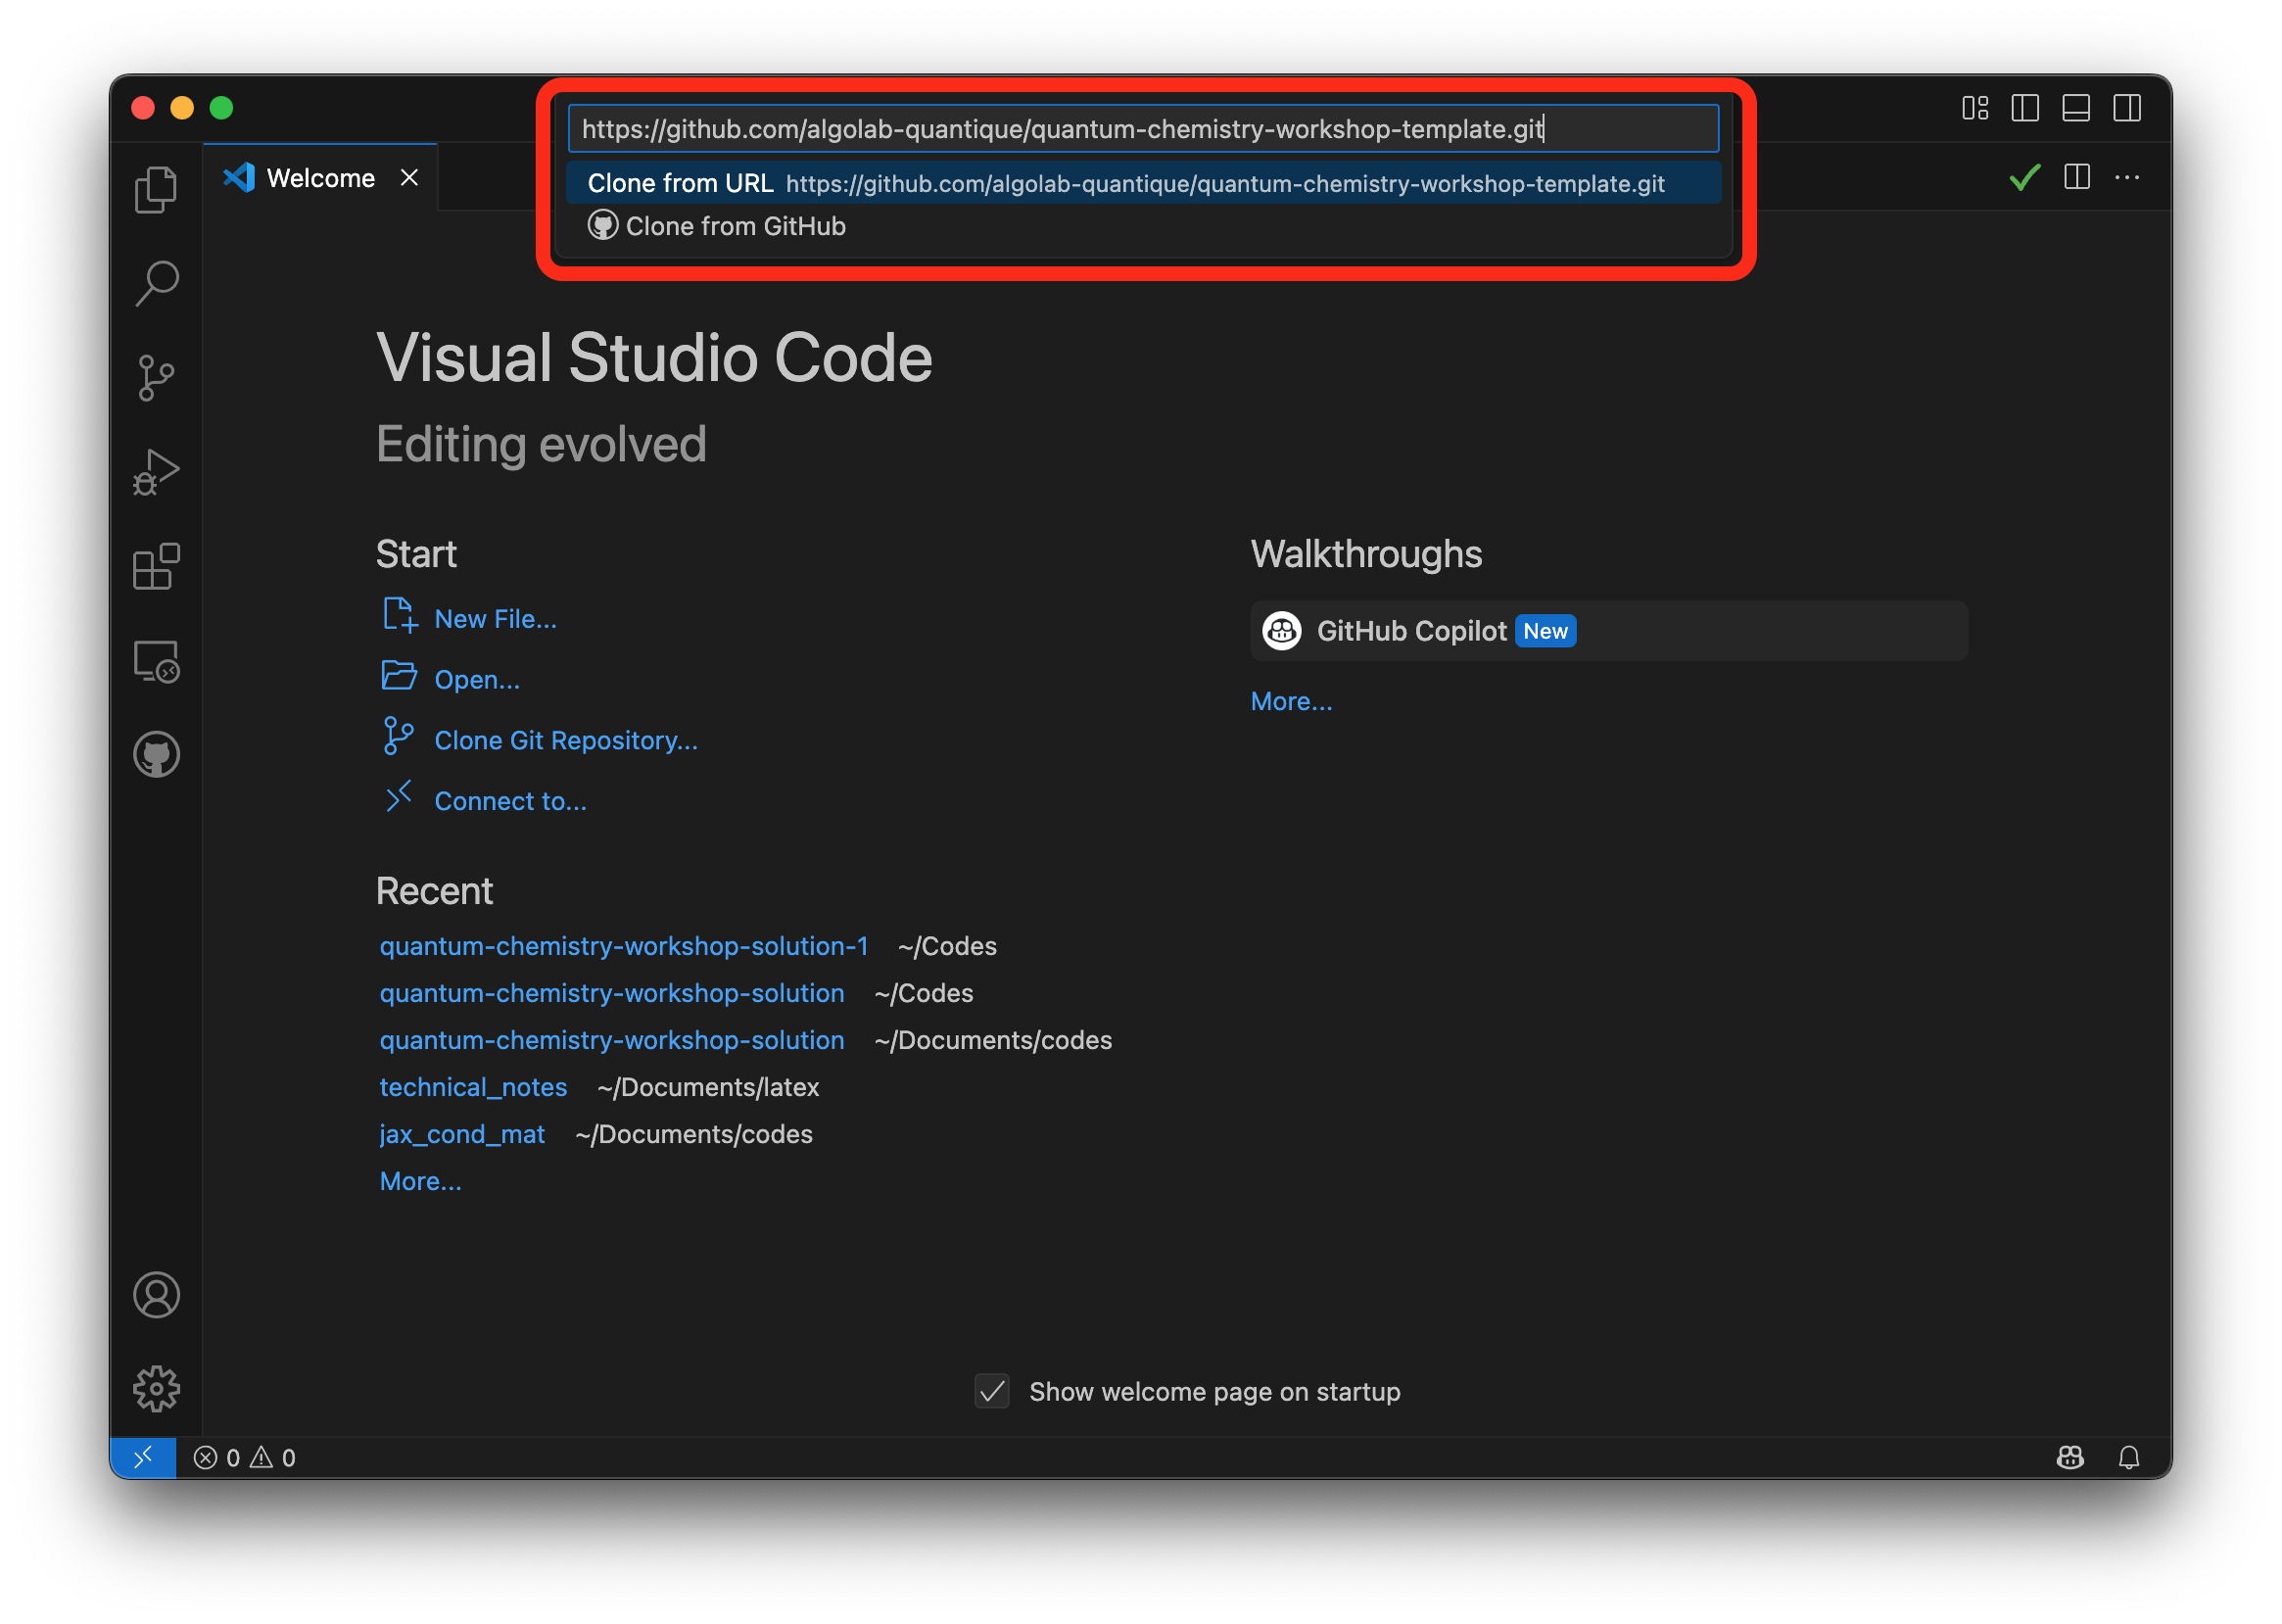 https://github.com/algolab-quantique/quantum-chemistry-workshop-template.git
Clone from URL https://github.com/algolab-quantique/quantum-chemistry-workshop-template.git
Clone from GitHub
Welcome
Visual Studio Code
Editing evolved
Start
New File...
Open...
Clone Git Repository...
Connect to...
Walkthroughs
GitHub Copilot New
More...
Recent
quantum-chemistry-workshop-solution-1 ~/Codes
quantum-chemistry-workshop-solution ~/Codes
quantum-chemistry-workshop-solution ~/Documents/codes
technical_notes ~/Documents/latex
jax_cond_mat ~/Documents/codes
More...
Show welcome page on startup
0 0